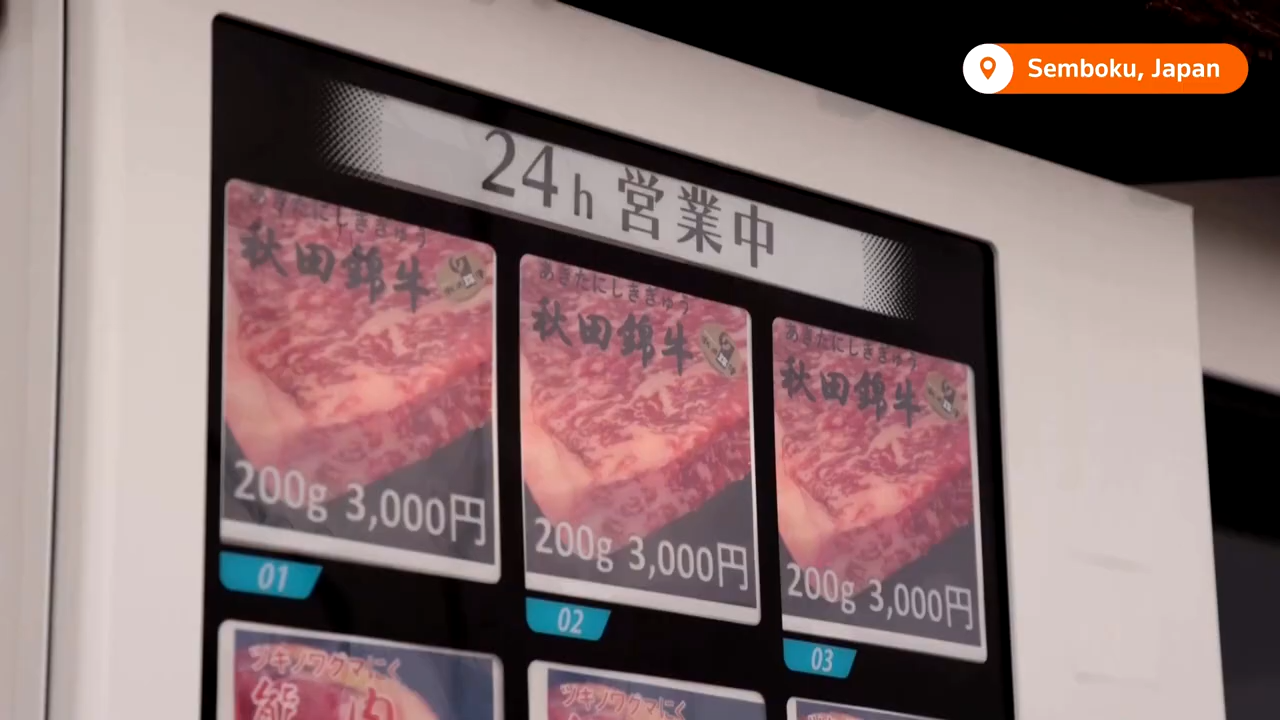 Semboku, Japan
24h 営業中
あきたにしきぎゅう
秋田錦牛
200g 3,000円
01
あきたにしきぎゅう
秋田錦牛
200g 3,000円
02
あきたにしきぎゅう
秋田錦牛
200g 3,000円
03
ツキノワグマにく
熊 肉
ツキノワグマにく